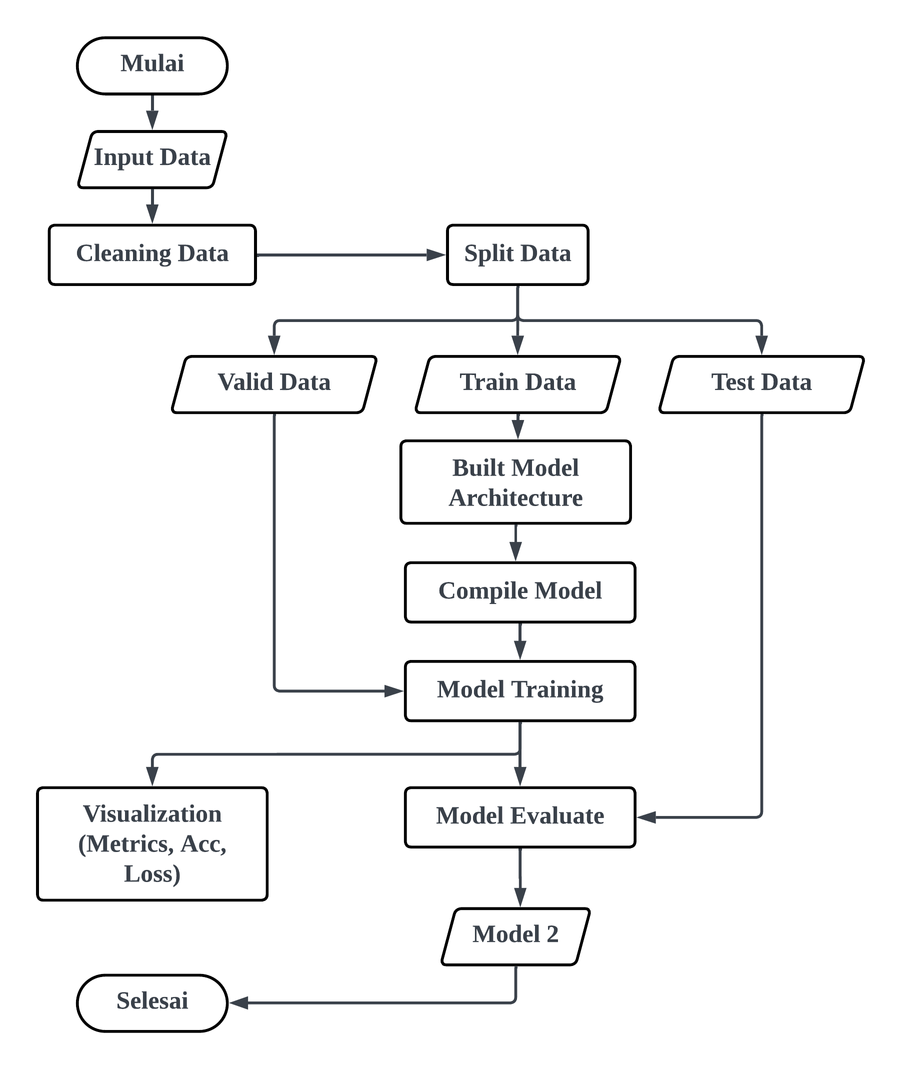 Mulai
Input Data
Cleaning Data
Split Data
Valid Data
Train Data
Test Data
Built Model
Architecture
Compile Model
Model Training
Visualization
(Metrics, Acc,
Loss)
Model Evaluate
Model 2
Selesai